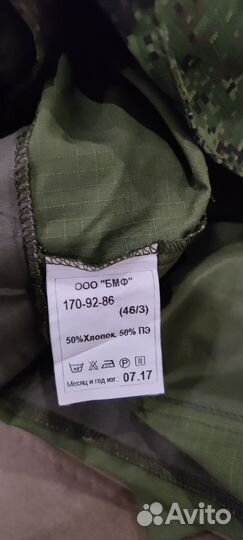 ООО "БМФ"
170-92-86
(46/3)
50%Хлопок, 50% ПЭ
Месяц и год изг. 07.17
Avito